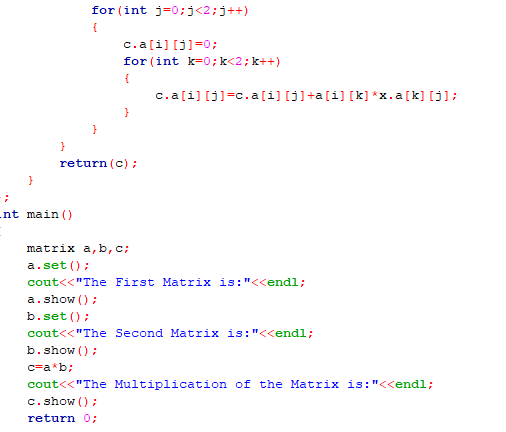 for(int j=0;j<2;j++)
{
c.a[i][j]=0;
for(int k=0;k<2;k++)
{
c.a[i][j]=c.a[i][j]+a[i][k]*x.a[k][j];
}
}
}
return(c);
}
};
int main()
{
matrix a,b,c;
a.set();
cout<<"The First Matrix is:"<<endl;
a.show();
b.set();
cout<<"The Second Matrix is:"<<endl;
b.show();
c=a*b;
cout<<"The Multiplication of the Matrix is:"<<endl;
c.show();
return 0;